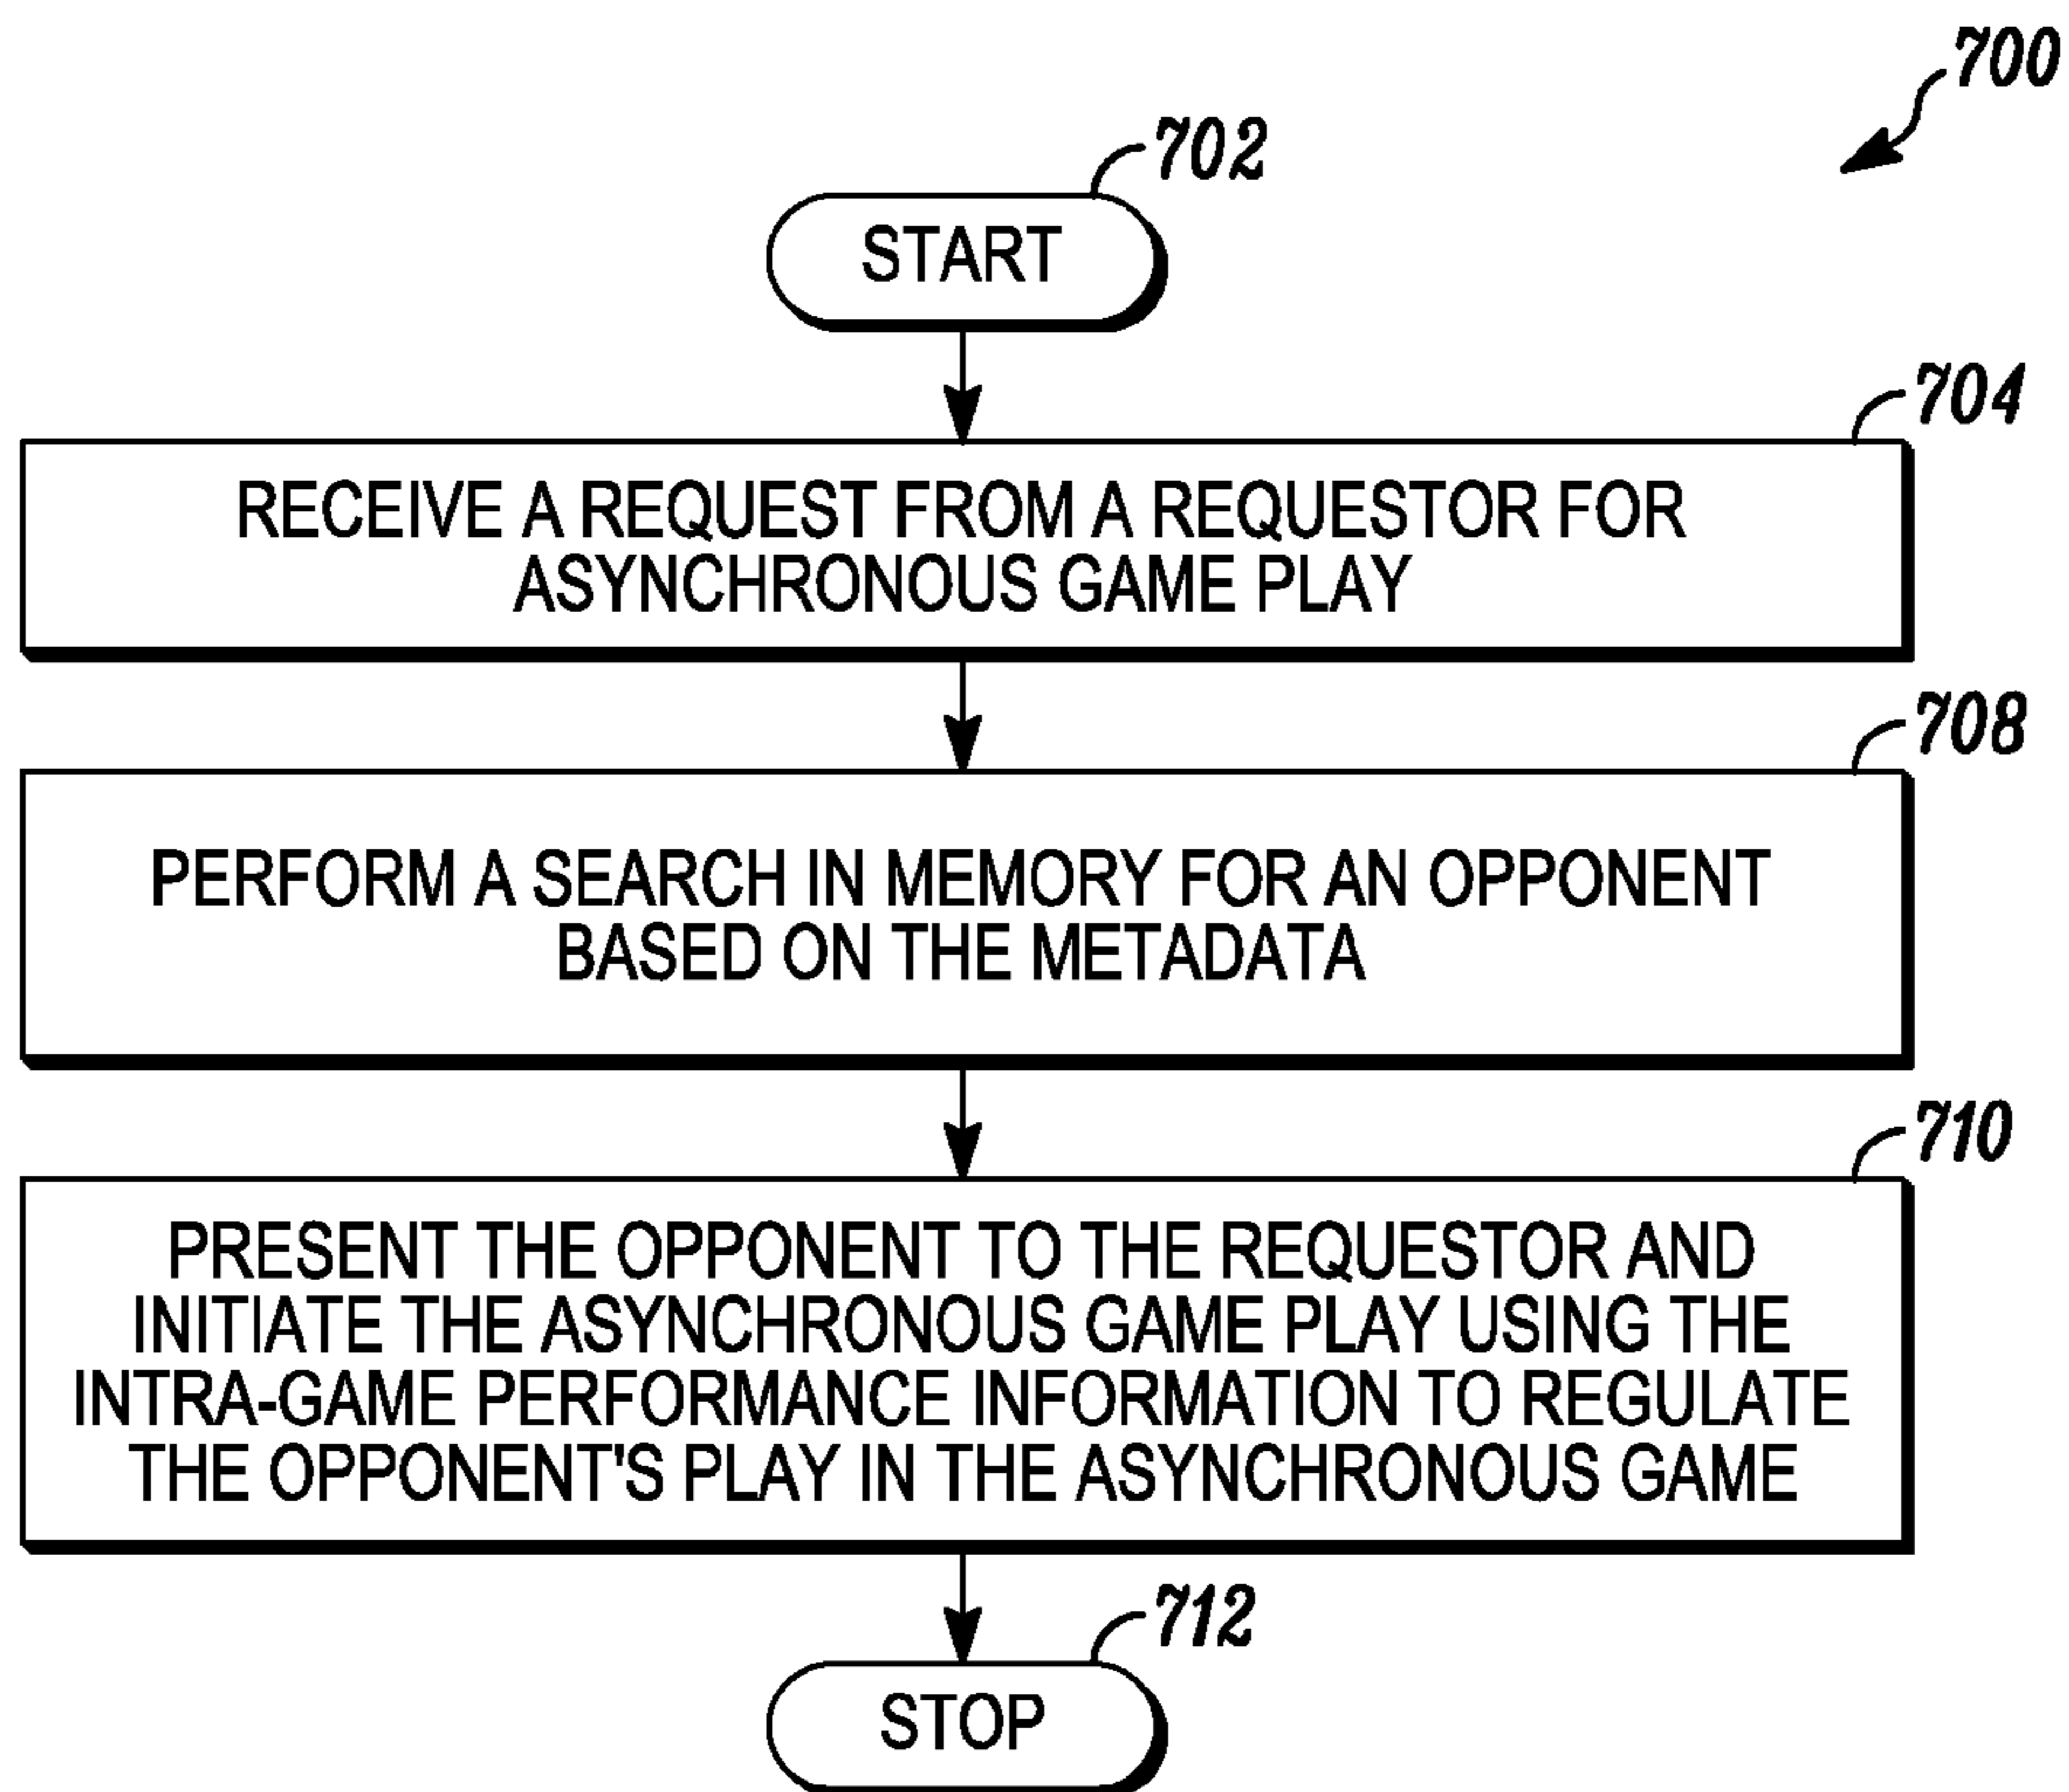 700
702
START
704
RECEIVE A REQUEST FROM A REQUESTOR FOR
ASYNCHRONOUS GAME PLAY
708
PERFORM A SEARCH IN MEMORY FOR AN OPPONENT
BASED ON THE METADATA
710
PRESENT THE OPPONENT TO THE REQUESTOR AND
INITIATE THE ASYNCHRONOUS GAME PLAY USING THE
INTRA-GAME PERFORMANCE INFORMATION TO REGULATE
THE OPPONENT'S PLAY IN THE ASYNCHRONOUS GAME
712
STOP